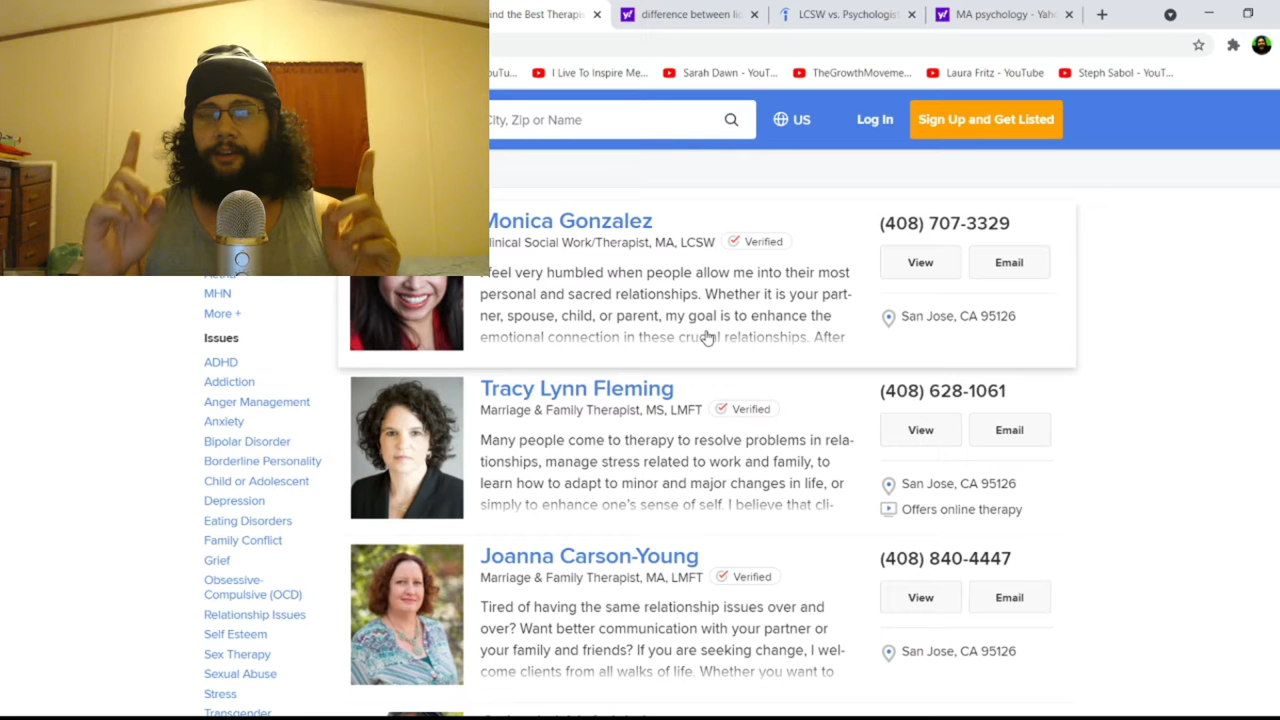 ind the Best Therapis
difference between lic
LCSW vs. Psychologist
MA psychology - Yaho
ouTu...
I Live To Inspire Me...
Sarah Dawn - YouT...
TheGrowthMoveme...
Laura Fritz - YouTube
Steph Sabol - YouT...
City, Zip or Name
US
Log In
Sign Up and Get Listed
MHN
More +
Issues
ADHD
Addiction
Anger Management
Anxiety
Bipolar Disorder
Borderline Personality
Child or Adolescent
Depression
Eating Disorders
Family Conflict
Grief
Obsessive-
Compulsive (OCD)
Relationship Issues
Self Esteem
Sex Therapy
Sexual Abuse
Stress
Transgender
Monica Gonzalez
Clinical Social Work/Therapist, MA, LCSW Verified
I feel very humbled when people allow me into their most
personal and sacred relationships. Whether it is your part-
ner, spouse, child, or parent, my goal is to enhance the
emotional connection in these crucial relationships. After
(408) 707-3329
View Email
San Jose, CA 95126
Tracy Lynn Fleming
Marriage & Family Therapist, MS, LMFT Verified
Many people come to therapy to resolve problems in rela-
tionships, manage stress related to work and family, to
learn how to adapt to minor and major changes in life, or
simply to enhance one's sense of self. I believe that cli-
(408) 628-1061
View Email
San Jose, CA 95126
Offers online therapy
Joanna Carson-Young
Marriage & Family Therapist, MA, LMFT Verified
Tired of having the same relationship issues over and
over? Want better communication with your partner or
your family and friends? If you are seeking change, I wel-
come clients from all walks of life. Whether you want to
(408) 840-4447
View Email
San Jose, CA 95126